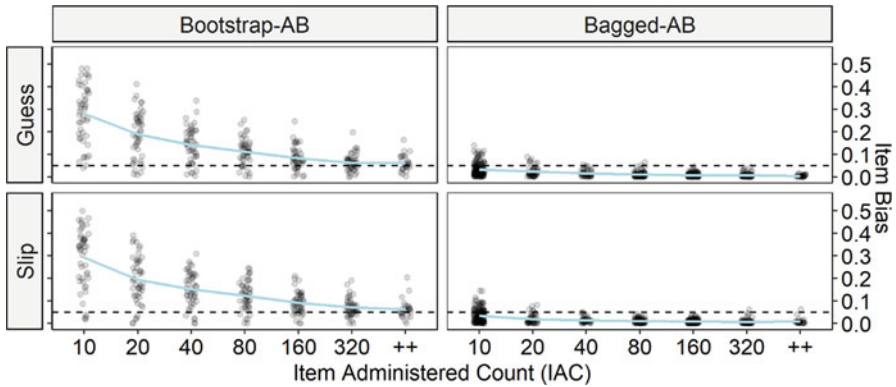 Bootstrap-AB Bagged-AB
Guess
0.5
0.4
0.3
0.2
0.1
0.0
Item Bias
Slip
0.5
0.4
0.3
0.2
0.1
0.0
10 20 40 80 160 320 ++ 10 20 40 80 160 320 ++
Item Administered Count (IAC)